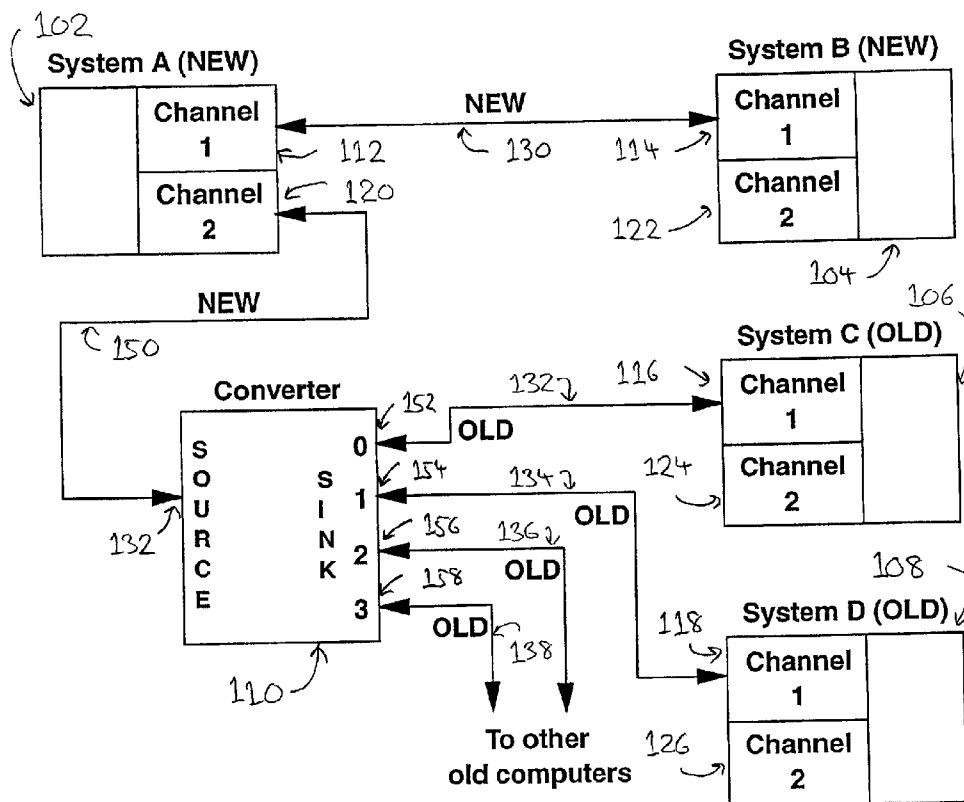 102
System A (NEW)
System B (NEW)
Channel
1
Channel
2
112
120
NEW
130
114
122
Channel
1
Channel
2
104
NEW
150
106
System C (OLD)
Converter
132
116
Channel
1
Channel
2
124
152
OLD
SOURCE
SINK
0
1
2
3
154
134
OLD
132
156
136
OLD
158
OLD
138
110
108
System D (OLD)
118
Channel
1
Channel
2
126
To other
old computers